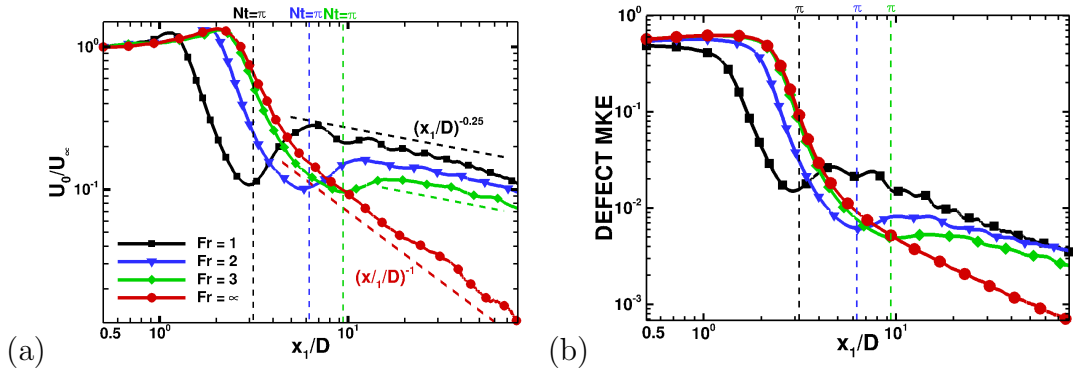 Nt=π Nt=π Nt=π
10⁰
10⁻¹
U₀/U∞
(x₁/D)⁻⁰·²⁵
(x/₁/D)⁻¹
Fr = 1
Fr = 2
Fr = 3
Fr = ∞
0.5 10⁰ 10¹
x₁/D
(a)
π π π
10⁰
10⁻¹
10⁻²
10⁻³
DEFECT MKE
0.5 10⁰ 10¹
x₁/D
(b)